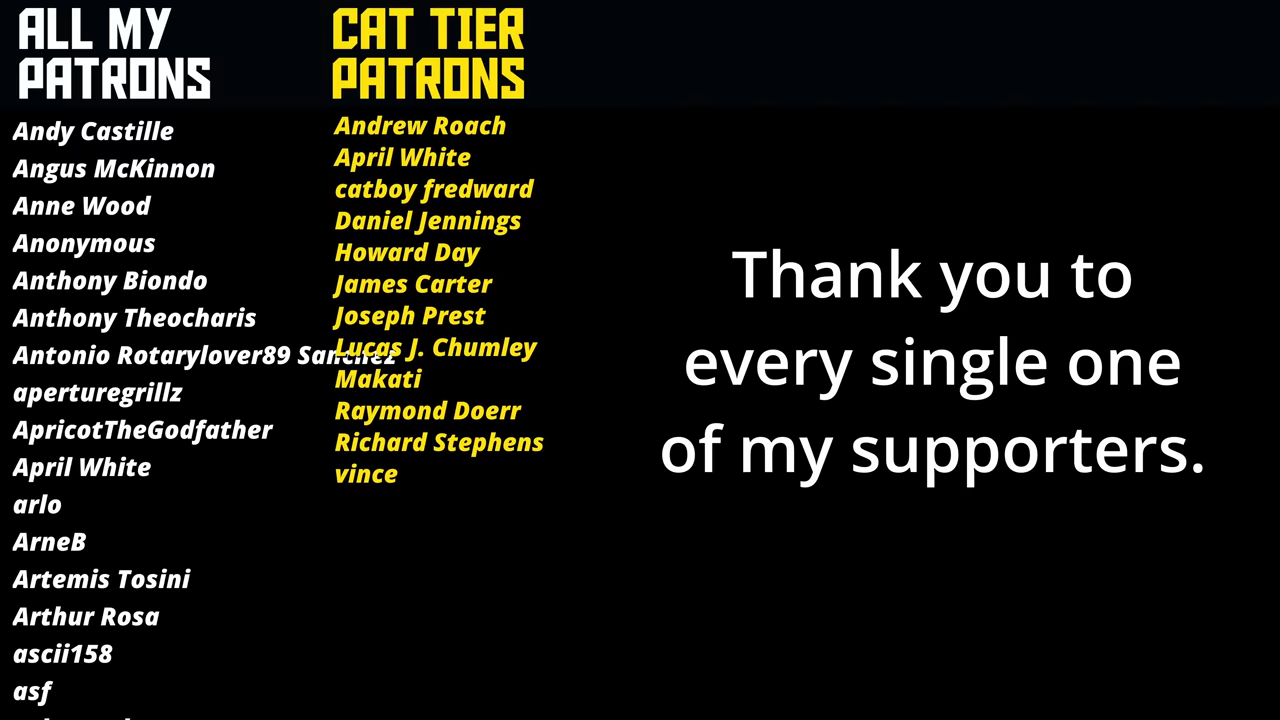 ALL MY
PATRONS
Andy Castille
Angus McKinnon
Anne Wood
Anonymous
Anthony Biondo
Anthony Theocharis
Antonio Rotarylover89 Sanchez
aperturegrillz
ApricotTheGodfather
April White
arlo
ArneB
Artemis Tosini
Arthur Rosa
ascii158
asf
CAT TIER
PATRONS
Andrew Roach
April White
catboy fredward
Daniel Jennings
Howard Day
James Carter
Joseph Prest
Lucas J. Chumley
Makati
Raymond Doerr
Richard Stephens
vince
Thank you to
every single one
of my supporters.